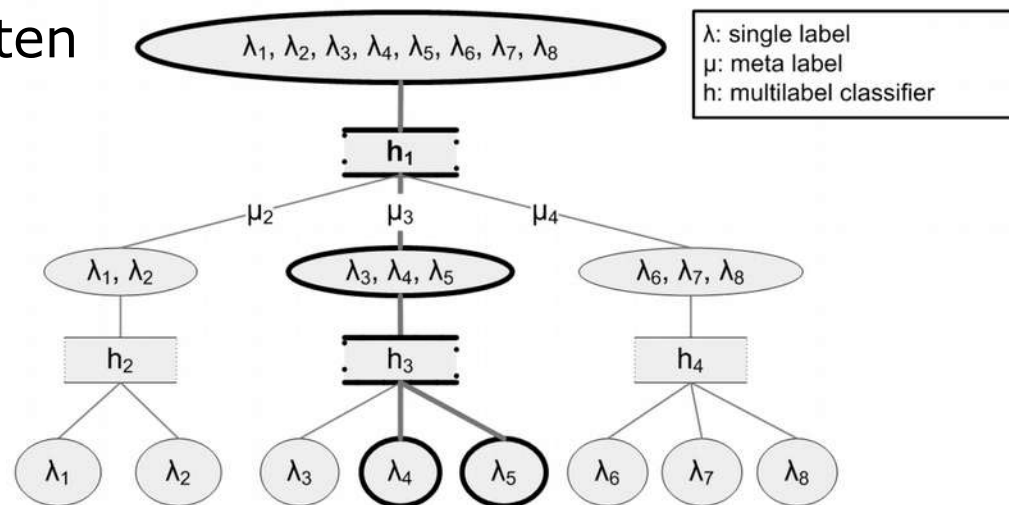 ten
λ₁, λ₂, λ₃, λ₄, λ₅, λ₆, λ₇, λ₈
λ: single label
μ: meta label
h: multilabel classifier
h₁
μ₂ μ₃ μ₄
λ₁, λ₂ λ₃, λ₄, λ₅ λ₆, λ₇, λ₈
h₂ h₃ h₄
λ₁ λ₂ λ₃ λ₄ λ₅ λ₆ λ₇ λ₈